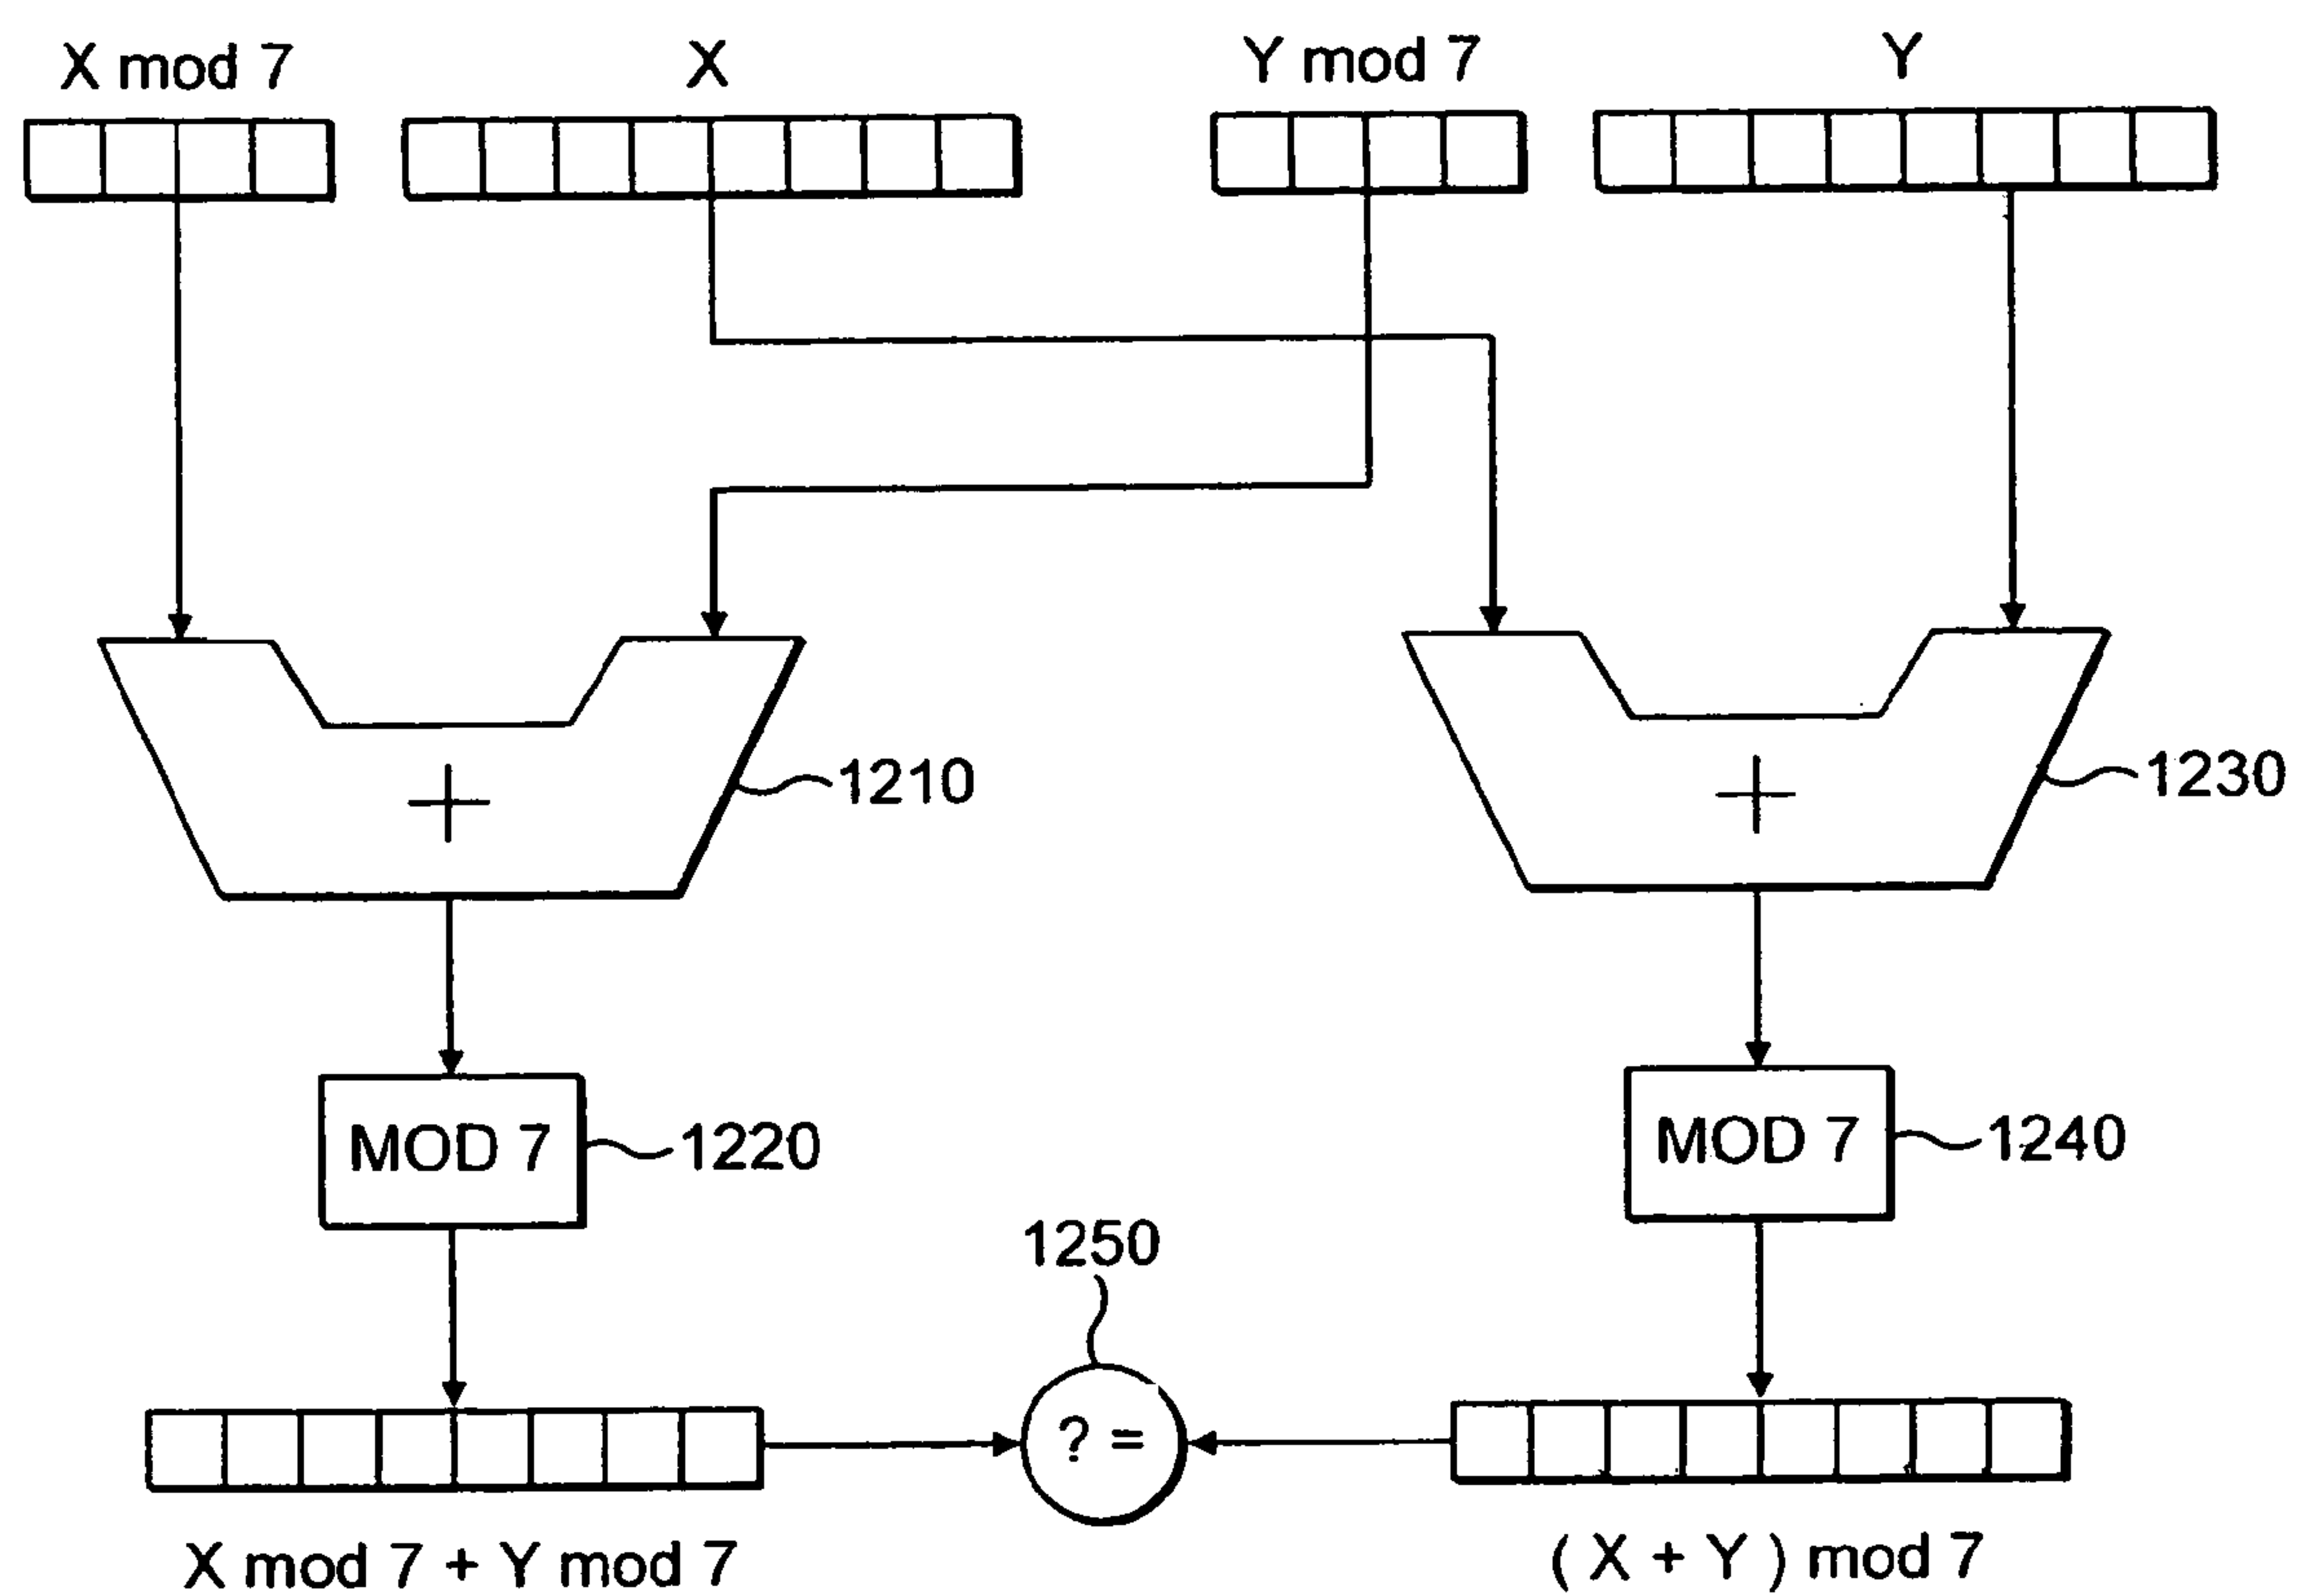 X mod 7
X
Y mod 7
Y
+
1210
+
1230
MOD 7
1220
MOD 7
1240
1250
? =
X mod 7 + Y mod 7
( X + Y ) mod 7